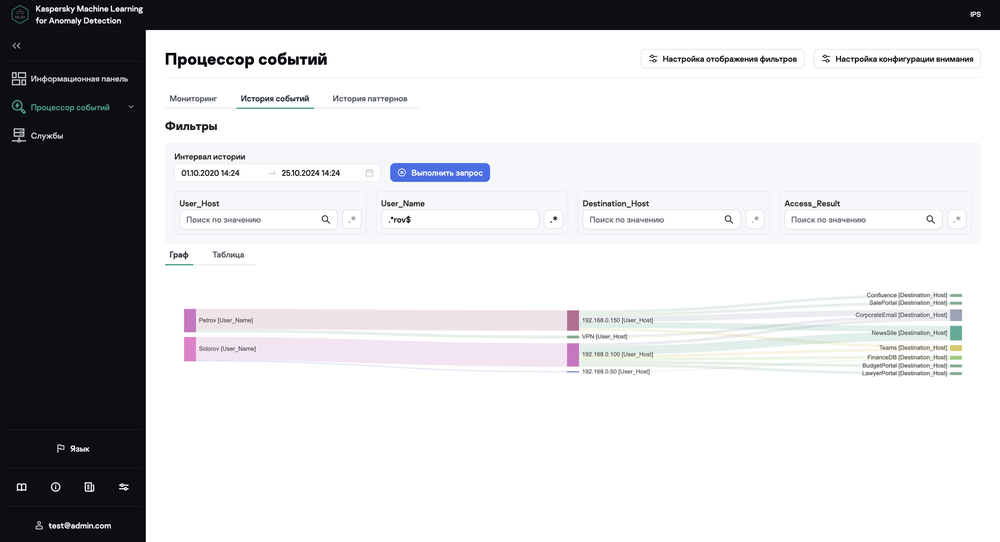 Kaspersky Machine Learning
for Anomaly Detection
MLAD
IPS
Информационная панель
Процессор событий
Службы
Язык
test@admin.com
Процессор событий
Настройка отображения фильтров
Настройка конфигурации внимания
Мониторинг
История событий
История паттернов
Фильтры
Интервал истории
01.10.2020 14:24 → 25.10.2024 14:24
Выполнить запрос
User_Host
Поиск по значению
.*
User_Name
.*rov$
.*
Destination_Host
Поиск по значению
.*
Access_Result
Поиск по значению
.*
Граф
Таблица
Petrov [User_Name]
Sidorov [User_Name]
192.168.0.150 [User_Host]
VPN [User_Host]
192.168.0.100 [User_Host]
192.168.0.50 [User_Host]
Confluence [Destination_Host]
SalePortal [Destination_Host]
CorporateEmail [Destination_Host]
NewsSite [Destination_Host]
Teams [Destination_Host]
FinanceDB [Destination_Host]
BudgetPortal [Destination_Host]
LawyerPortal [Destination_Host]